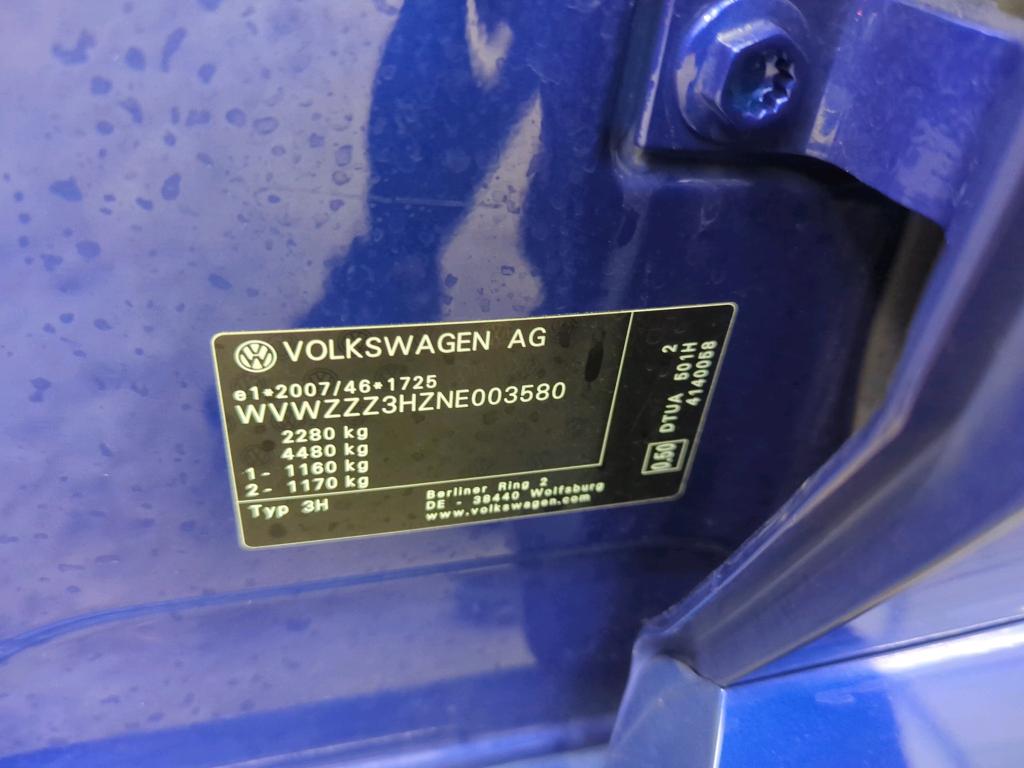 VOLKSWAGEN AG
e1*2007/46*1725
WVWZZZ3HZNE003580
2280 kg
4480 kg
1- 1160 kg
2- 1170 kg
Typ 3H
Berliner Ring 2
DE - 38440 Wolfsburg
www.volkswagen.com
2
DTUA 501H
4140058
0.50